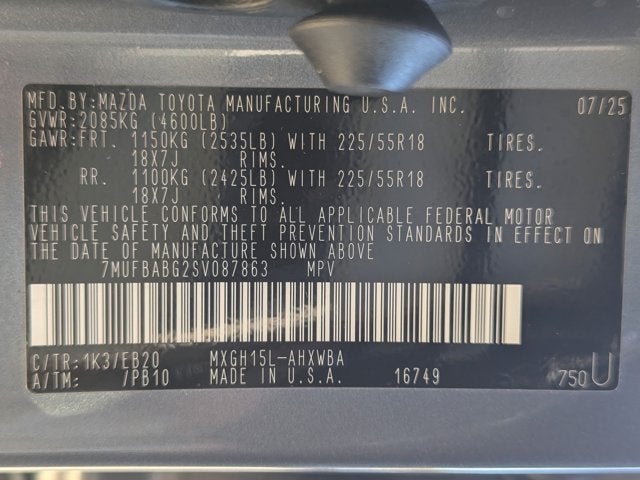 MFD.BY:MAZDA TOYOTA MANUFACTURING U.S.A. INC. 07/25
GVWR:2085KG (4600LB)
GAWR:FRT. 1150KG (2535LB) WITH 225/55R18 TIRES.
18X7J RIMS.
RR. 1100KG (2425LB) WITH 225/55R18 TIRES.
18X7J RIMS.
THIS VEHICLE CONFORMS TO ALL APPLICABLE FEDERAL MOTOR
VEHICLE SAFETY AND THEFT PREVENTION STANDARDS IN EFFECT ON
THE DATE OF MANUFACTURE SHOWN ABOVE
7MUFBABG2SV087863 MPV
C/TR:1K3/EB20 MXGH15L-AHXWBA
A/TM: /PB10 MADE IN U.S.A. 16749 750U